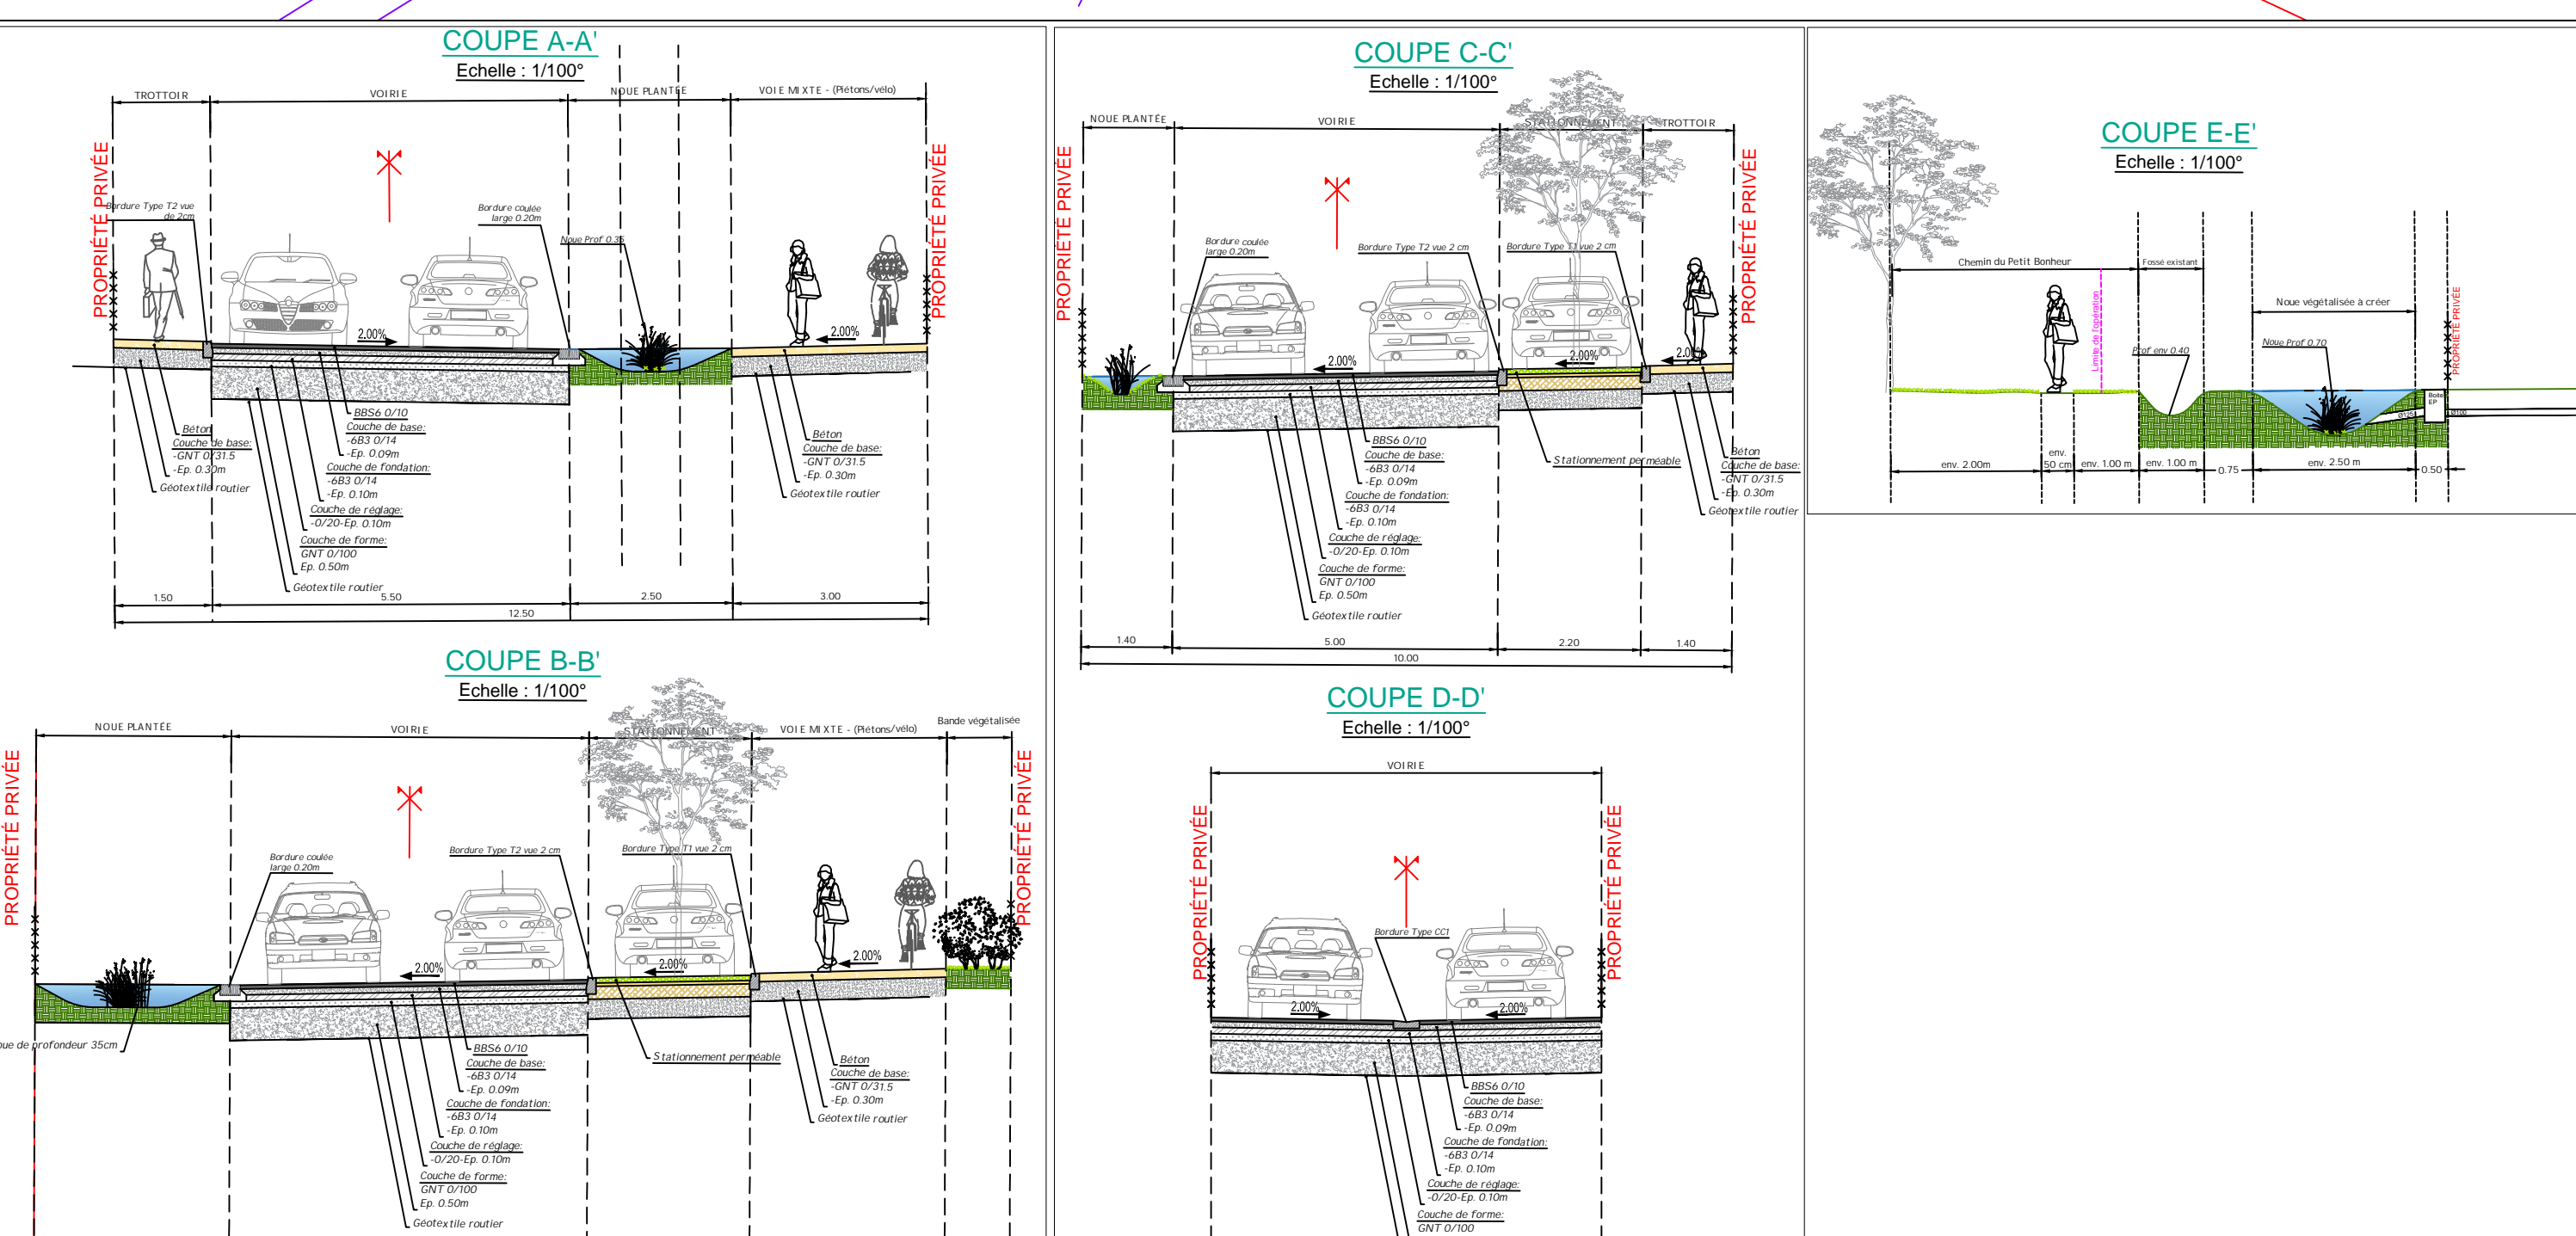 COUPE A-A'
Echelle : 1/100°
TROTTOIR
VOIRIE
NOUE PLANTÉE
VOIE MIXTE - (Piétons/vélo)
PROPRIÉTÉ PRIVÉE
PROPRIÉTÉ PRIVÉE
Bordure Type T2 vue
de 2cm
Bordure coulée
large 0.20m
Noue Prof 0.35
2.00%
2.00%
Béton
Couche de base:
-GNT 0/31.5
-Ep. 0.30m
Géotextile routier
BBS6 0/10
Couche de base:
-6B3 0/14
-Ep. 0.09m
Couche de fondation:
-6B3 0/14
-Ep. 0.10m
Couche de réglage:
-0/20-Ep. 0.10m
Couche de forme:
GNT 0/100
Ep. 0.50m
Géotextile routier
Béton
Couche de base:
-GNT 0/31.5
-Ep. 0.30m
Géotextile routier
1.50
5.50
2.50
3.00
12.50
COUPE B-B'
Echelle : 1/100°
NOUE PLANTÉE
VOIRIE
STATIONNEMENT
VOIE MIXTE - (Piétons/vélo)
Bande végétalisée
PROPRIÉTÉ PRIVÉE
PROPRIÉTÉ PRIVÉE
Bordure coulée
large 0.20m
Bordure Type T2 vue 2 cm
Bordure Type T1 vue 2 cm
2.00%
2.00%
2.00%
de profondeur 35cm
BBS6 0/10
Couche de base:
-6B3 0/14
-Ep. 0.09m
Couche de fondation:
-6B3 0/14
-Ep. 0.10m
Couche de réglage:
-0/20-Ep. 0.10m
Couche de forme:
GNT 0/100
Ep. 0.50m
Géotextile routier
Stationnement perméable
Béton
Couche de base:
-GNT 0/31.5
-Ep. 0.30m
Géotextile routier
COUPE C-C'
Echelle : 1/100°
NOUE PLANTÉE
VOIRIE
STATIONNEMENT
TROTTOIR
PROPRIÉTÉ PRIVÉE
PROPRIÉTÉ PRIVÉE
Bordure coulée
large 0.20m
Bordure Type T2 vue 2 cm
Bordure Type T1 vue 2 cm
2.00%
2.00%
2.00%
BBS6 0/10
Couche de base:
-6B3 0/14
-Ep. 0.09m
Couche de fondation:
-6B3 0/14
-Ep. 0.10m
Couche de réglage:
-0/20-Ep. 0.10m
Couche de forme:
GNT 0/100
Ep. 0.50m
Géotextile routier
Stationnement perméable
Béton
Couche de base:
-GNT 0/31.5
-Ep. 0.30m
Géotextile routier
1.40
5.00
2.20
1.40
10.00
COUPE D-D'
Echelle : 1/100°
VOIRIE
PROPRIÉTÉ PRIVÉE
PROPRIÉTÉ PRIVÉE
Bordure Type CC1
2.00%
2.00%
BBS6 0/10
Couche de base:
-6B3 0/14
-Ep. 0.09m
Couche de fondation:
-6B3 0/14
-Ep. 0.10m
Couche de réglage:
-0/20-Ep. 0.10m
Couche de forme:
GNT 0/100
COUPE E-E'
Echelle : 1/100°
Chemin du Petit Bonheur
Fossé existant
Limite de l'opération
Noue végétalisée à créer
Prof env 0.40
Noue Prof 0.70
PROPRIÉTÉ PRIVÉE
Boite
EP
env. 2.00m
env.
50 cm
env. 1.00 m
env. 1.00 m
0.75
env. 2.50 m
0.50